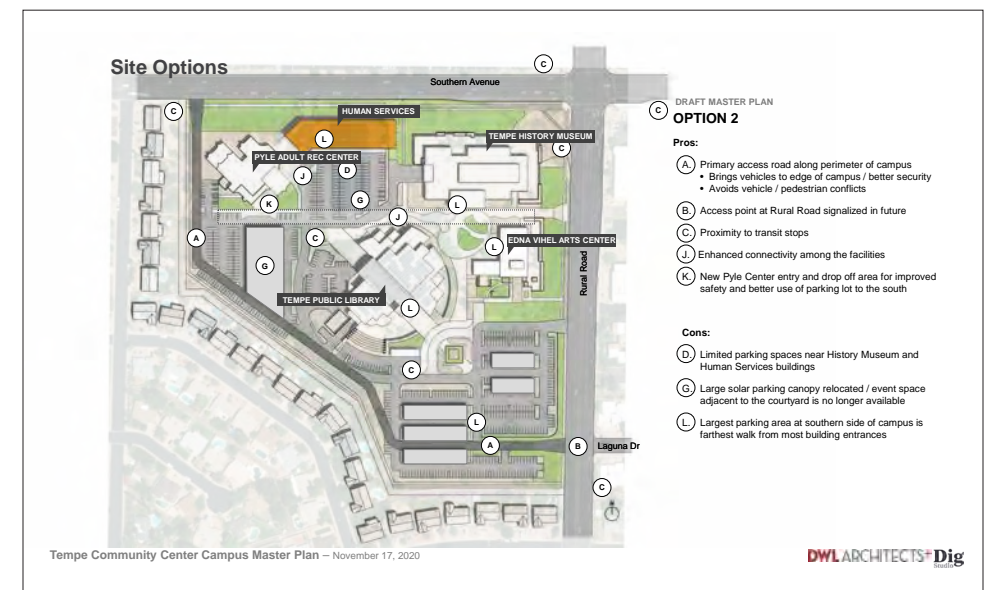 Site Options
Southern Avenue
C
C
C
HUMAN SERVICES
L
TEMPE HISTORY MUSEUM
PYLE ADULT REC CENTER
C
J
D
K
G
L
J
A
C
EDNA VIHEL ARTS CENTER
L
G
Rural Road
TEMPE PUBLIC LIBRARY
L
C
L
A
B
Laguna Dr
C
DRAFT MASTER PLAN
OPTION 2
Pros:
A. Primary access road along perimeter of campus
• Brings vehicles to edge of campus / better security
• Avoids vehicle / pedestrian conflicts
B. Access point at Rural Road signalized in future
C. Proximity to transit stops
J. Enhanced connectivity among the facilities
K. New Pyle Center entry and drop off area for improved
safety and better use of parking lot to the south
Cons:
D. Limited parking spaces near History Museum and
Human Services buildings
G. Large solar parking canopy relocated / event space
adjacent to the courtyard is no longer available
L. Largest parking area at southern side of campus is
farthest walk from most building entrances
Tempe Community Center Campus Master Plan – November 17, 2020
DWL ARCHITECTS+ Dig
Studio